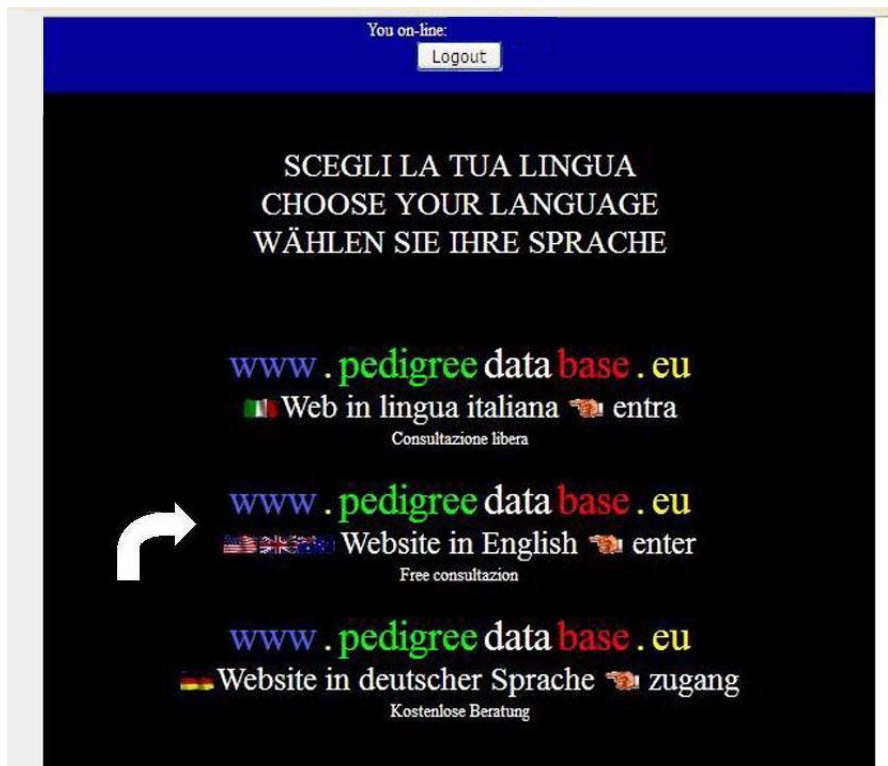 You on-line:
Logout
SCEGLI LA TUA LINGUA
CHOOSE YOUR LANGUAGE
WÄHLEN SIE IHRE SPRACHE
www . pedigree data base . eu
Web in lingua italiana entra
Consultazione libera
www . pedigree data base . eu
Website in English enter
Free consultazion
www . pedigree data base . eu
Website in deutscher Sprache zugang
Kostenlose Beratung